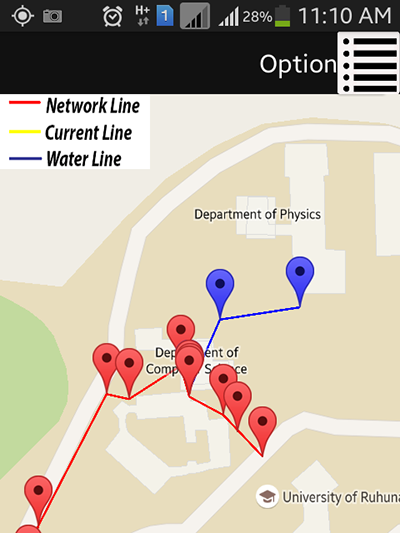 H+
1
28%
11:10 AM
Option
Network Line
Current Line
Water Line
Department of Physics
Department of
Science
University of Ruhuna